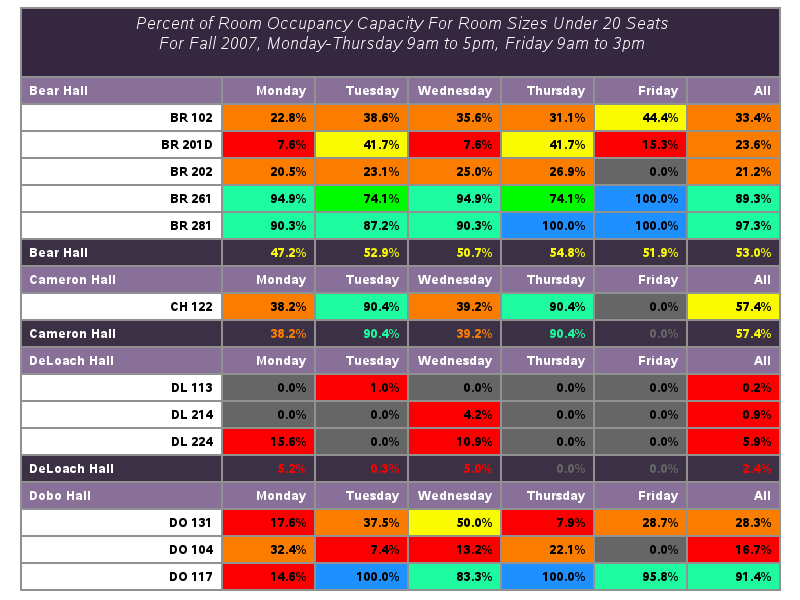 Percent of Room Occupancy Capacity For Room Sizes Under 20 Seats
For Fall 2007, Monday-Thursday 9am to 5pm, Friday 9am to 3pm
Bear Hall Monday Tuesday Wednesday Thursday Friday All
BR 102 22.8% 38.6% 35.6% 31.1% 44.4% 33.4%
BR 201D 7.6% 41.7% 7.6% 41.7% 15.3% 23.6%
BR 202 20.5% 23.1% 25.0% 26.9% 0.0% 21.2%
BR 261 94.9% 74.1% 94.9% 74.1% 100.0% 89.3%
BR 281 90.3% 87.2% 90.3% 100.0% 100.0% 97.3%
Bear Hall 47.2% 52.9% 50.7% 54.8% 51.9% 53.0%
Cameron Hall Monday Tuesday Wednesday Thursday Friday All
CH 122 38.2% 90.4% 39.2% 90.4% 0.0% 57.4%
Cameron Hall 38.2% 90.4% 39.2% 90.4% 0.0% 57.4%
DeLoach Hall Monday Tuesday Wednesday Thursday Friday All
DL 113 0.0% 1.0% 0.0% 0.0% 0.0% 0.2%
DL 214 0.0% 0.0% 4.2% 0.0% 0.0% 0.9%
DL 224 15.6% 0.0% 10.9% 0.0% 0.0% 5.9%
DeLoach Hall 5.2% 0.3% 5.0% 0.0% 0.0% 2.4%
Dobo Hall Monday Tuesday Wednesday Thursday Friday All
DO 131 17.6% 37.5% 50.0% 7.9% 28.7% 28.3%
DO 104 32.4% 7.4% 13.2% 22.1% 0.0% 16.7%
DO 117 14.6% 100.0% 83.3% 100.0% 95.8% 91.4%